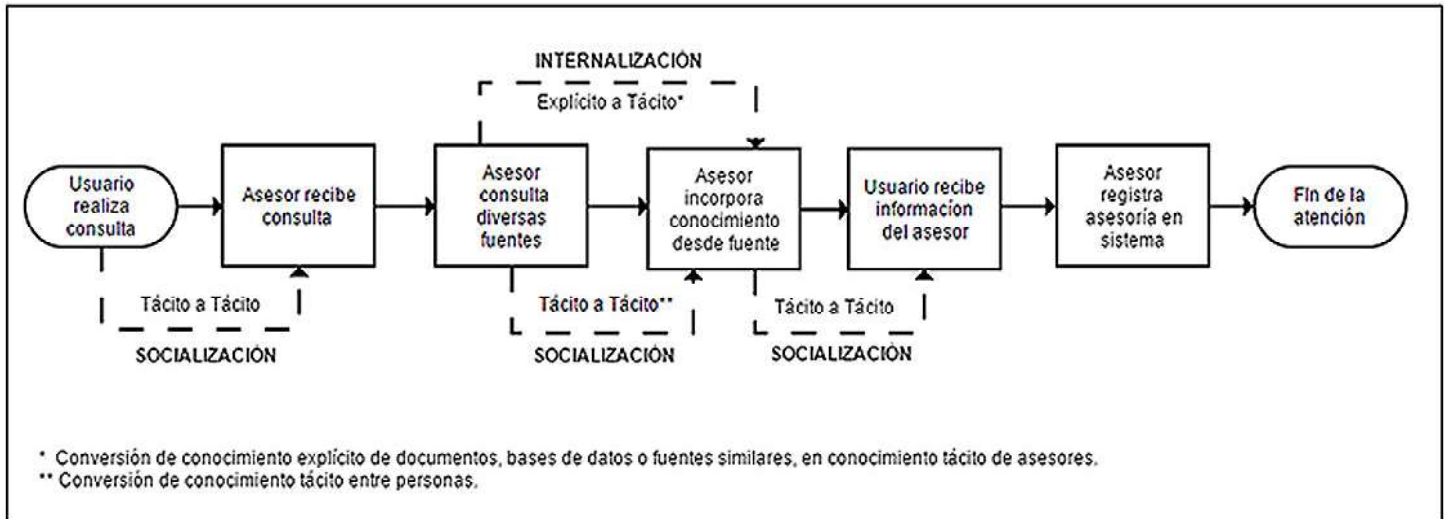 INTERNALIZACIÓN
Explícito a Tácito*
Usuario
realiza
consulta
Asesor recibe
consulta
Asesor
consulta
diversas
fuentes
Asesor
incorpora
conocimiento
desde fuente
Usuario recibe
informacíon
del asesor
Asesor
registra
asesoría en
sistema
Fin de la
atención
Tácito a Tácito
SOCIALIZACIÓN
Tácito a Tácito**
SOCIALIZACIÓN
Tácito a Tácito
SOCIALIZACIÓN
* Conversión de conocimiento explícito de documentos, bases de datos o fuentes similares, en conocimiento tácito de asesores.
** Conversión de conocimiento tácito entre personas.